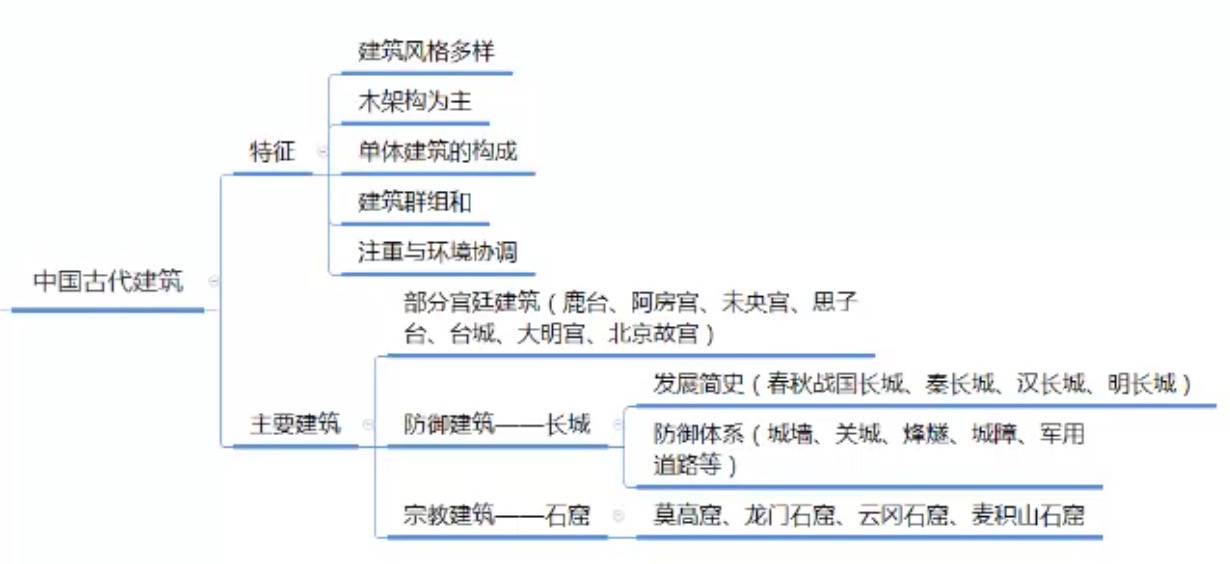 中国古代建筑
特征
建筑风格多样
木架构为主
单体建筑的构成
建筑群组和
注重与环境协调
主要建筑
部分宫廷建筑（鹿台、阿房宫、未央宫、思子
台、台城、大明宫、北京故宫）
防御建筑——长城
发展简史（春秋战国长城、秦长城、汉长城、明长城）
防御体系（城墙、关城、烽燧、城障、军用
道路等）
宗教建筑——石窟
莫高窟、龙门石窟、云冈石窟、麦积山石窟